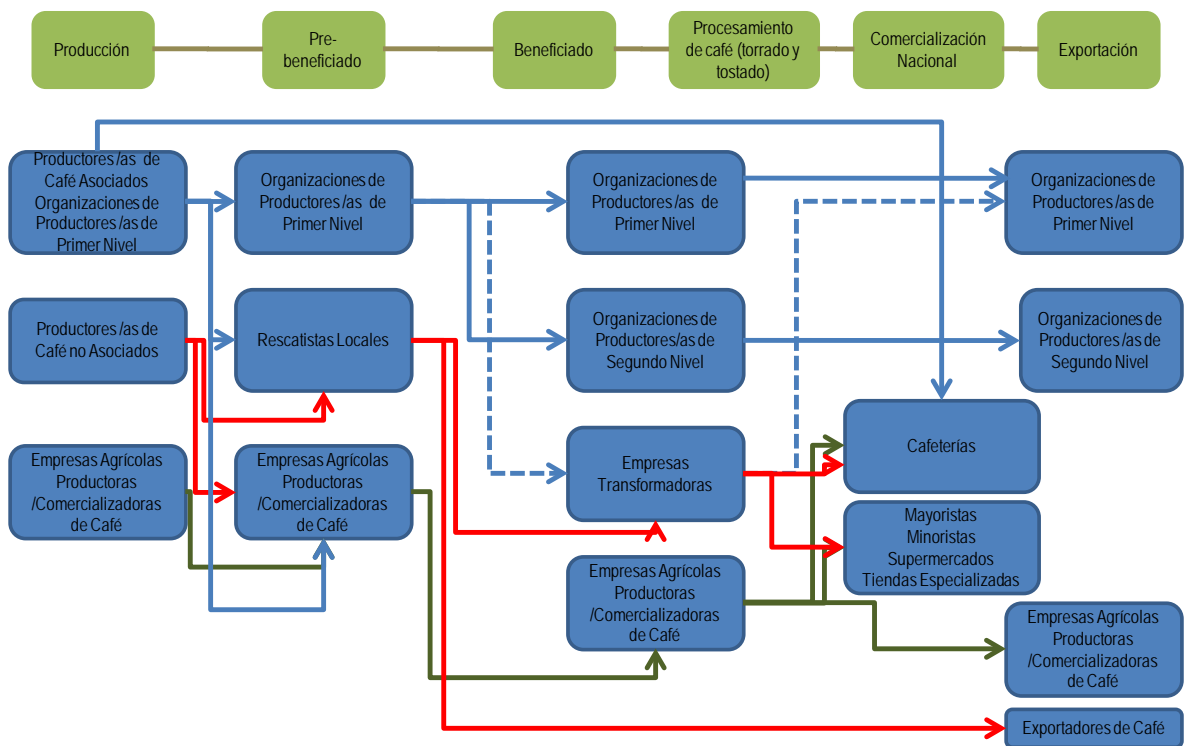 Producción
Pre-
beneficiado
Beneficiado
Procesamiento
de café (torrado y
tostado)
Comercialización
Nacional
Exportación
Productores /as de
Café Asociados
Organizaciones de
Productores /as de
Primer Nivel
Organizaciones de
Productores /as de
Primer Nivel
Organizaciones de
Productores /as de
Primer Nivel
Organizaciones de
Productores /as de
Primer Nivel
Productores /as de
Café no Asociados
Rescatistas Locales
Organizaciones de
Productores/as de
Segundo Nivel
Organizaciones de
Productores /as de
Segundo Nivel
Empresas Agrícolas
Productoras
/Comercializadoras
de Café
Empresas Agrícolas
Productoras
/Comercializadoras
de Café
Empresas
Transformadoras
Cafeterías
Mayoristas
Minoristas
Supermercados
Tiendas Especializadas
Empresas Agrícolas
Productoras
/Comercializadoras
de Café
Empresas Agrícolas
Productoras
/Comercializadoras
de Café
Exportadores de Café